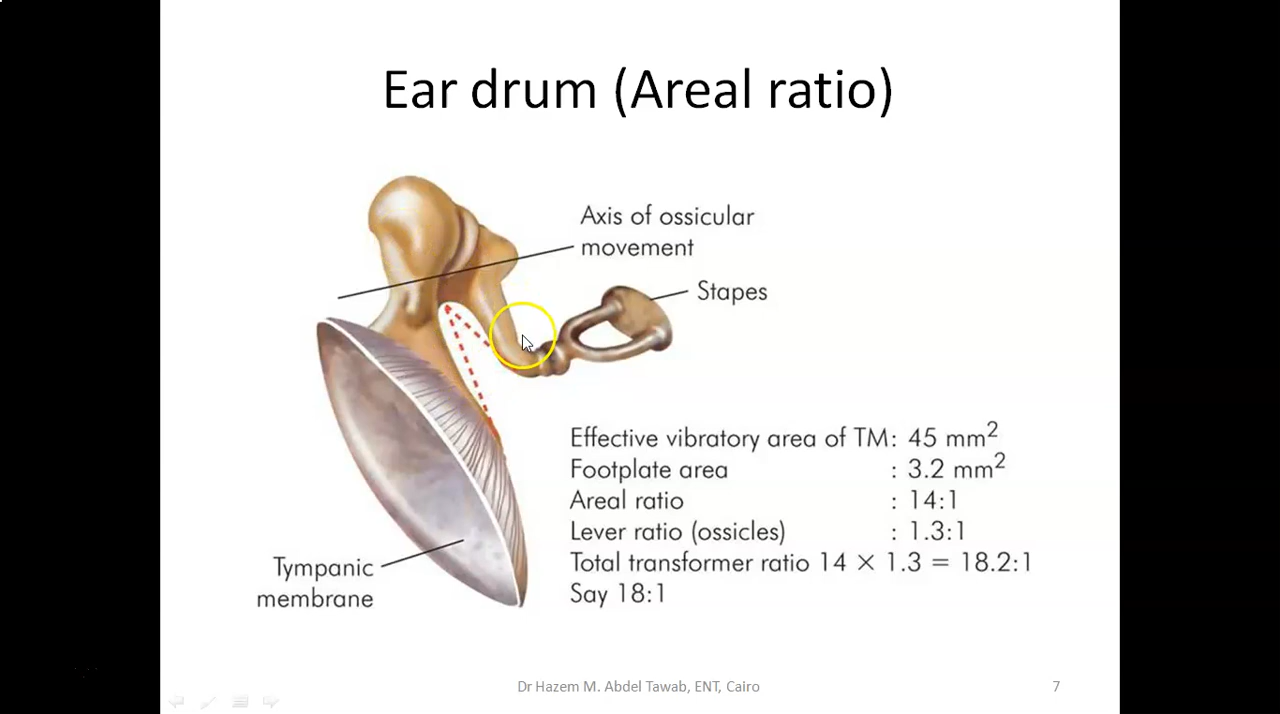 Ear drum (Areal ratio)
Axis of ossicular
movement
Stapes
Effective vibratory area of TM: 45 mm²
Footplate area : 3.2 mm²
Areal ratio : 14:1
Lever ratio (ossicles) : 1.3:1
Total transformer ratio 14 × 1.3 = 18.2:1
Say 18:1
Tympanic
membrane
Dr Hazem M. Abdel Tawab, ENT, Cairo
7